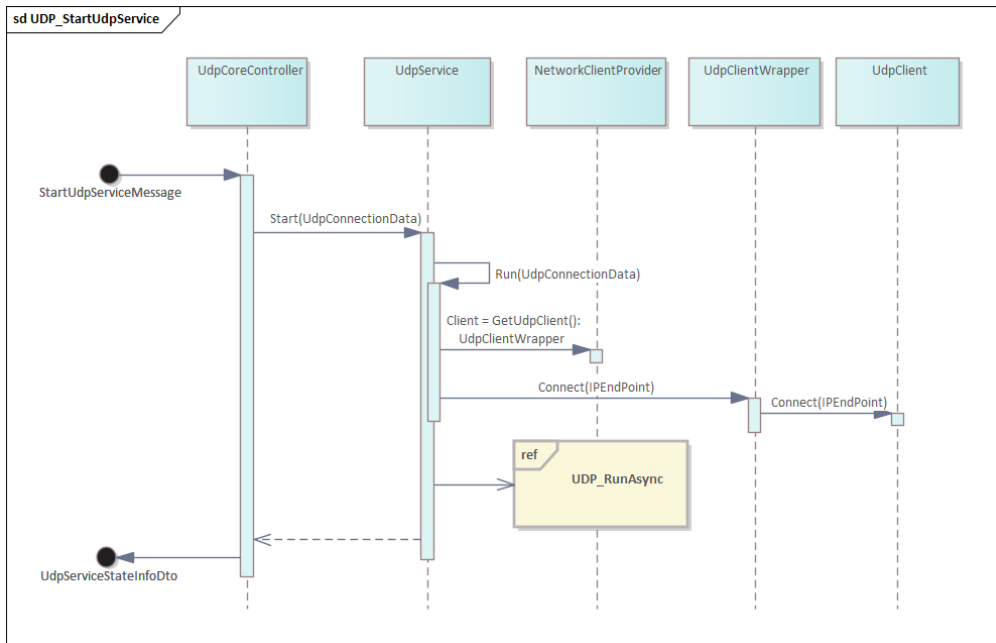 sd UDP_StartUdpService
UdpCoreController
UdpService
NetworkClientProvider
UdpClientWrapper
UdpClient
StartUdpServiceMessage
Start(UdpConnectionData)
Run(UdpConnectionData)
Client = GetUdpClient():
UdpClientWrapper
Connect(IPEndPoint)
Connect(IPEndPoint)
ref
UDP_RunAsync
UdpServiceStateInfoDto